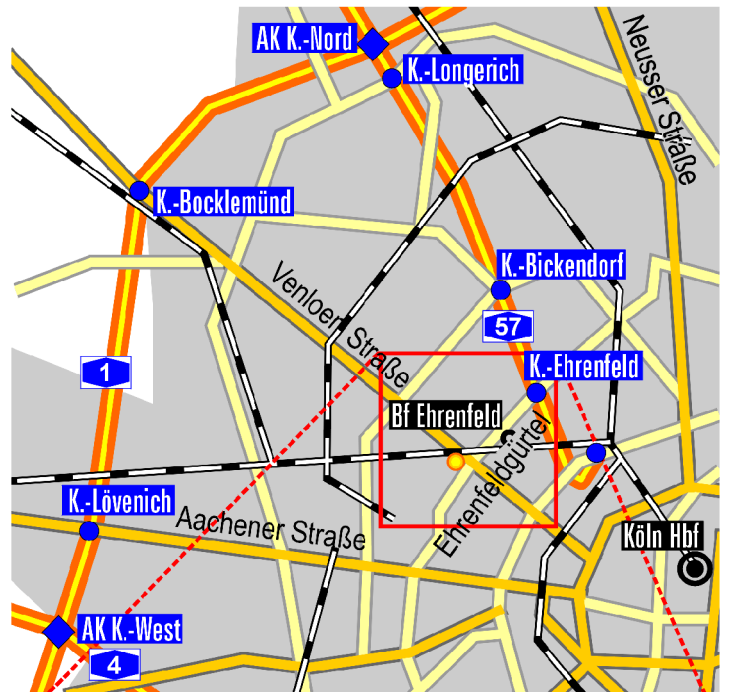 AK K.-Nord
K.-Longerich
Neusser Straße
K.-Bocklemünd
K.-Bickendorf
Venloer Straße
57
1
K.-Ehrenfeld
Bf Ehrenfeld
Ehrenfeldgürtel
K.-Lövenich
Aachener Straße
Köln Hbf
AK K.-West
4